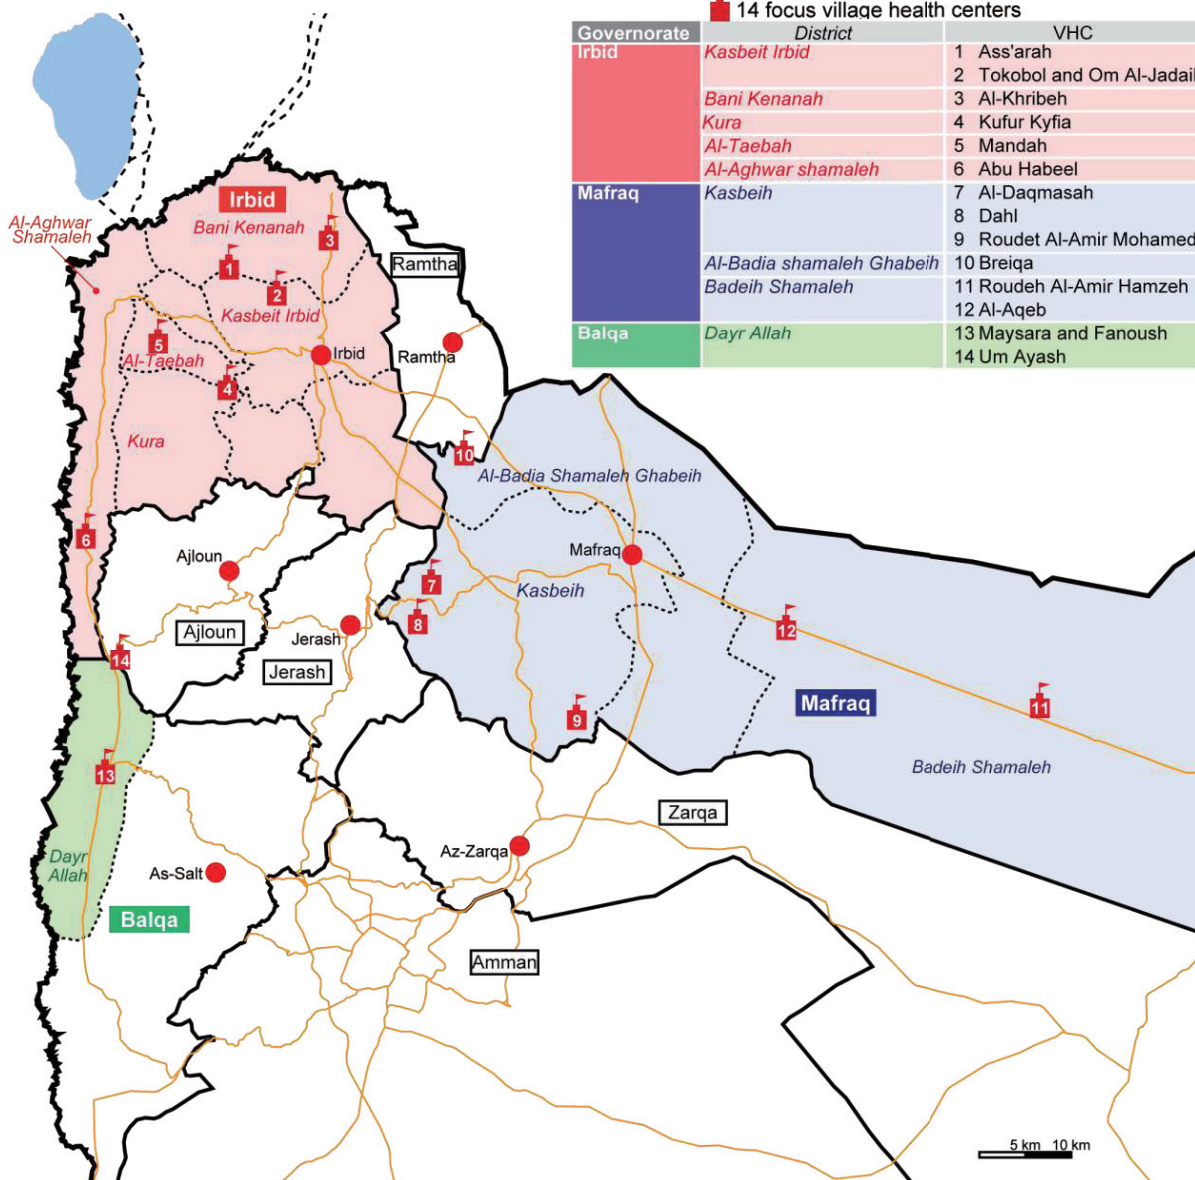 14 focus village health centers
Governorate District VHC
Irbid Kasbeit Irbid 1 Ass'arah
2 Tokobol and Om Al-Jadail
Bani Kenanah 3 Al-Khribeh
Kura 4 Kufur Kyfia
Al-Taebah 5 Mandah
Al-Aghwar shamaleh 6 Abu Habeel
Mafraq Kasbeih 7 Al-Daqmasah
8 Dahl
9 Roudet Al-Amir Mohamed
Al-Badia shamaleh Ghabeih 10 Breiqa
Badeih Shamaleh 11 Roudeh Al-Amir Hamzeh
12 Al-Aqeb
Balqa Dayr Allah 13 Maysara and Fanoush
14 Um Ayash
Irbid
Al-Aghwar
Shamaleh
Bani Kenanah
3
Ramtha
1
2
Kasbeit Irbid
5
Al-Taebah
Irbid
Ramtha
4
Kura
10
Al-Badia Shamaleh Ghabeih
6
Ajloun
Mafraq
7
Kasbeih
8
12
Ajloun
Jerash
14
Jerash
11
Mafraq
9
13
Badeih Shamaleh
Zarqa
Dayr
Allah
As-Salt
Az-Zarqa
Balqa
Amman
5 km 10 km